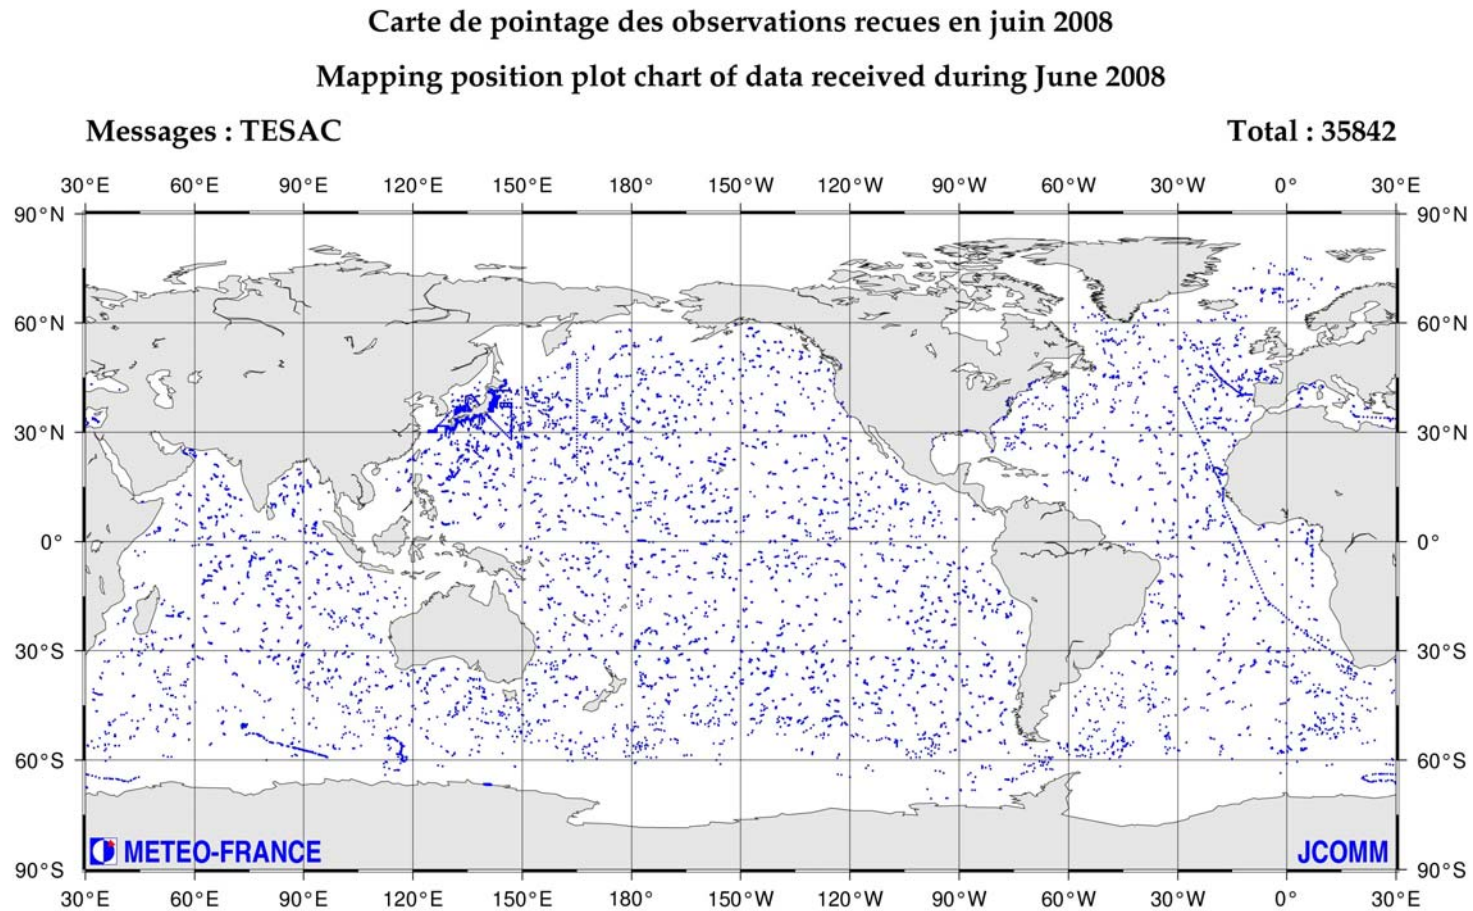 Carte de pointage des observations recues en juin 2008
Mapping position plot chart of data received during June 2008
Messages : TESAC Total : 35842
30°E 60°E 90°E 120°E 150°E 180° 150°W 120°W 90°W 60°W 30°W 0° 30°E
90°N 90°N
60°N 60°N
30°N 30°N
0° 0°
30°S 30°S
60°S 60°S
METEO-FRANCE JCOMM
90°S 90°S
30°E 60°E 90°E 120°E 150°E 180° 150°W 120°W 90°W 60°W 30°W 0° 30°E